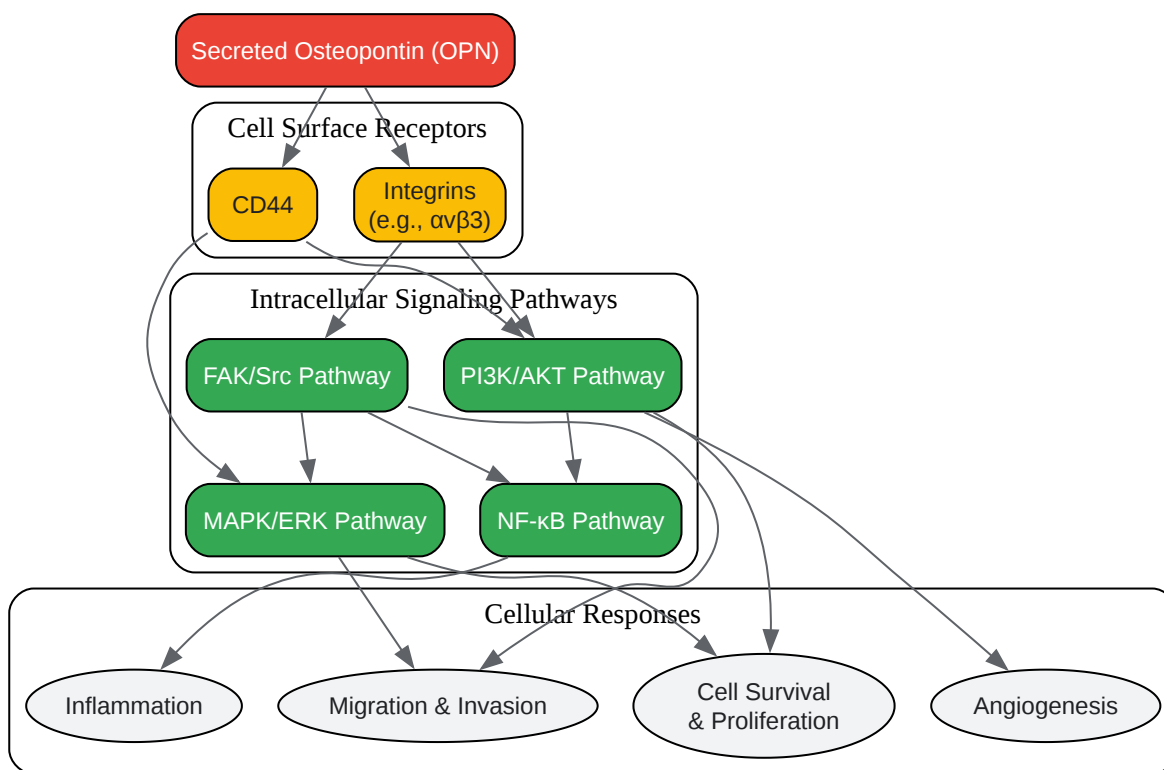 Secreted Osteopontin (OPN)
Cell Surface Receptors
CD44
Integrins
(e.g., αvβ3)
Intracellular Signaling Pathways
FAK/Src Pathway
PI3K/AKT Pathway
MAPK/ERK Pathway
NF-κB Pathway
Cellular Responses
Inflammation
Migration & Invasion
Cell Survival
& Proliferation
Angiogenesis